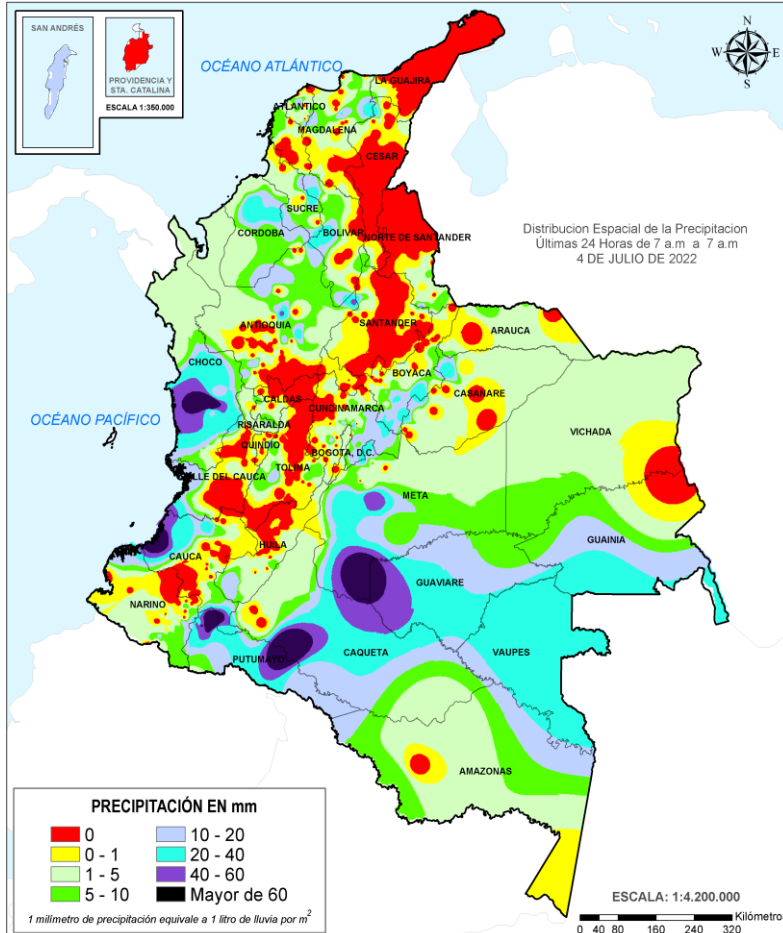 SAN ANDRÉS
PROVIDENCIA Y
STA. CATALINA
ESCALA 1:350.000
OCÉANO ATLÁNTICO
N
W
E
S
LA GUAJIRA
ATLANTICO
MAGDALENA
CESAR
SUCRE
CORDOBA
BOLIVAR
NORTE DE SANTANDER
Distribucion Espacial de la Precipitacion
Últimas 24 Horas de 7 a.m a 7 a.m
4 DE JULIO DE 2022
ANTIOQUIA
SANTANDER
ARAUCA
CHOCO
BOYACA
CASANARE
CALDAS
CUNDINAMARCA
OCÉANO PACÍFICO
RISARALDA
VICHADA
QUINDIO
BOGOTA, D.C.
TOLIMA
VALLE DEL CAUCA
META
GUAINIA
HUILA
CAUCA
GUAVIARE
NARINO
CAQUETA
VAUPES
PUTUMAYO
AMAZONAS
PRECIPITACIÓN EN mm
0
10 - 20
0 - 1
20 - 40
1 - 5
40 - 60
5 - 10
Mayor de 60
1 milímetro de precipitación equivale a 1 litro de lluvia por m²
ESCALA: 1:4.200.000
Kilómetro
0 40 80 160 240 320